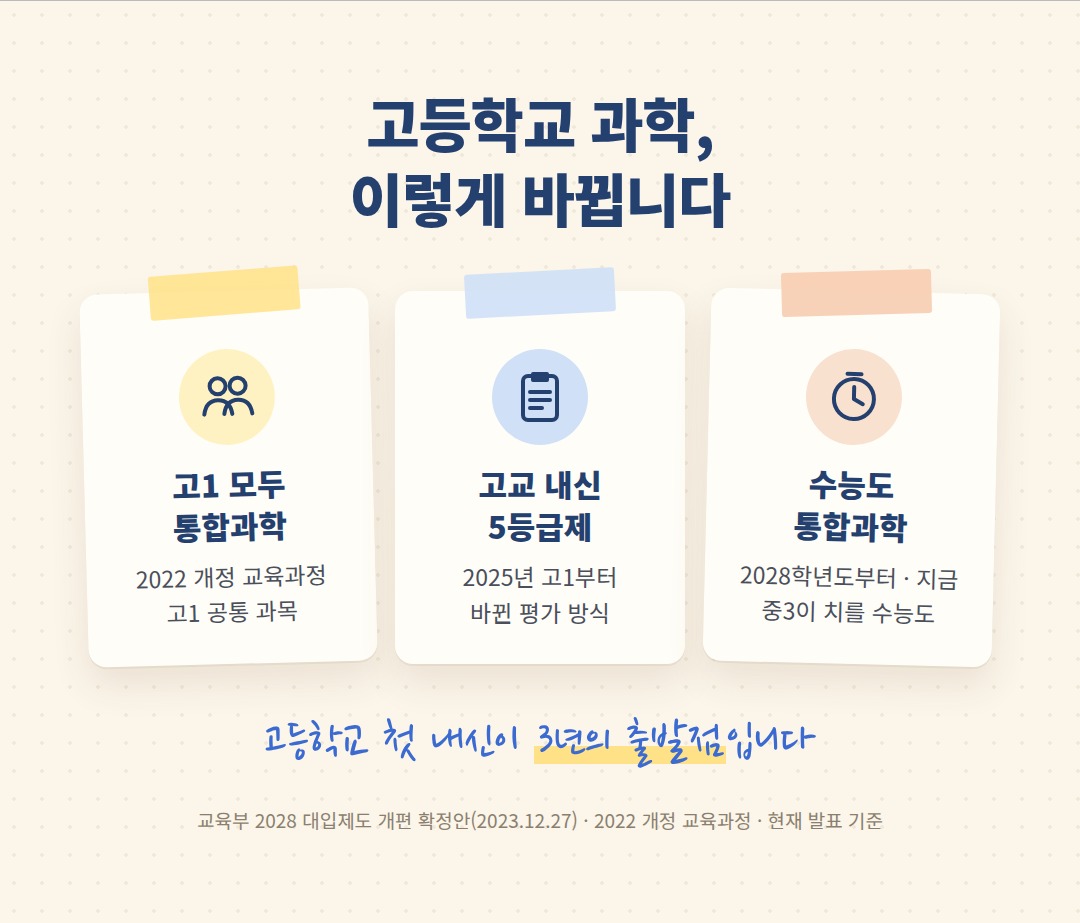 고등학교 과학,
이렇게 바뀝니다
고1 모두
통합과학
2022 개정 교육과정
고1 공통 과목
고교 내신
5등급제
2025년 고1부터
바뀐 평가 방식
수능도
통합과학
2028학년도부터 · 지금
중3이 치를 수능도
고등학교 첫 내신이 3년의 출발점입니다
교육부 2028 대입제도 개편 확정안(2023.12.27) · 2022 개정 교육과정 · 현재 발표 기준